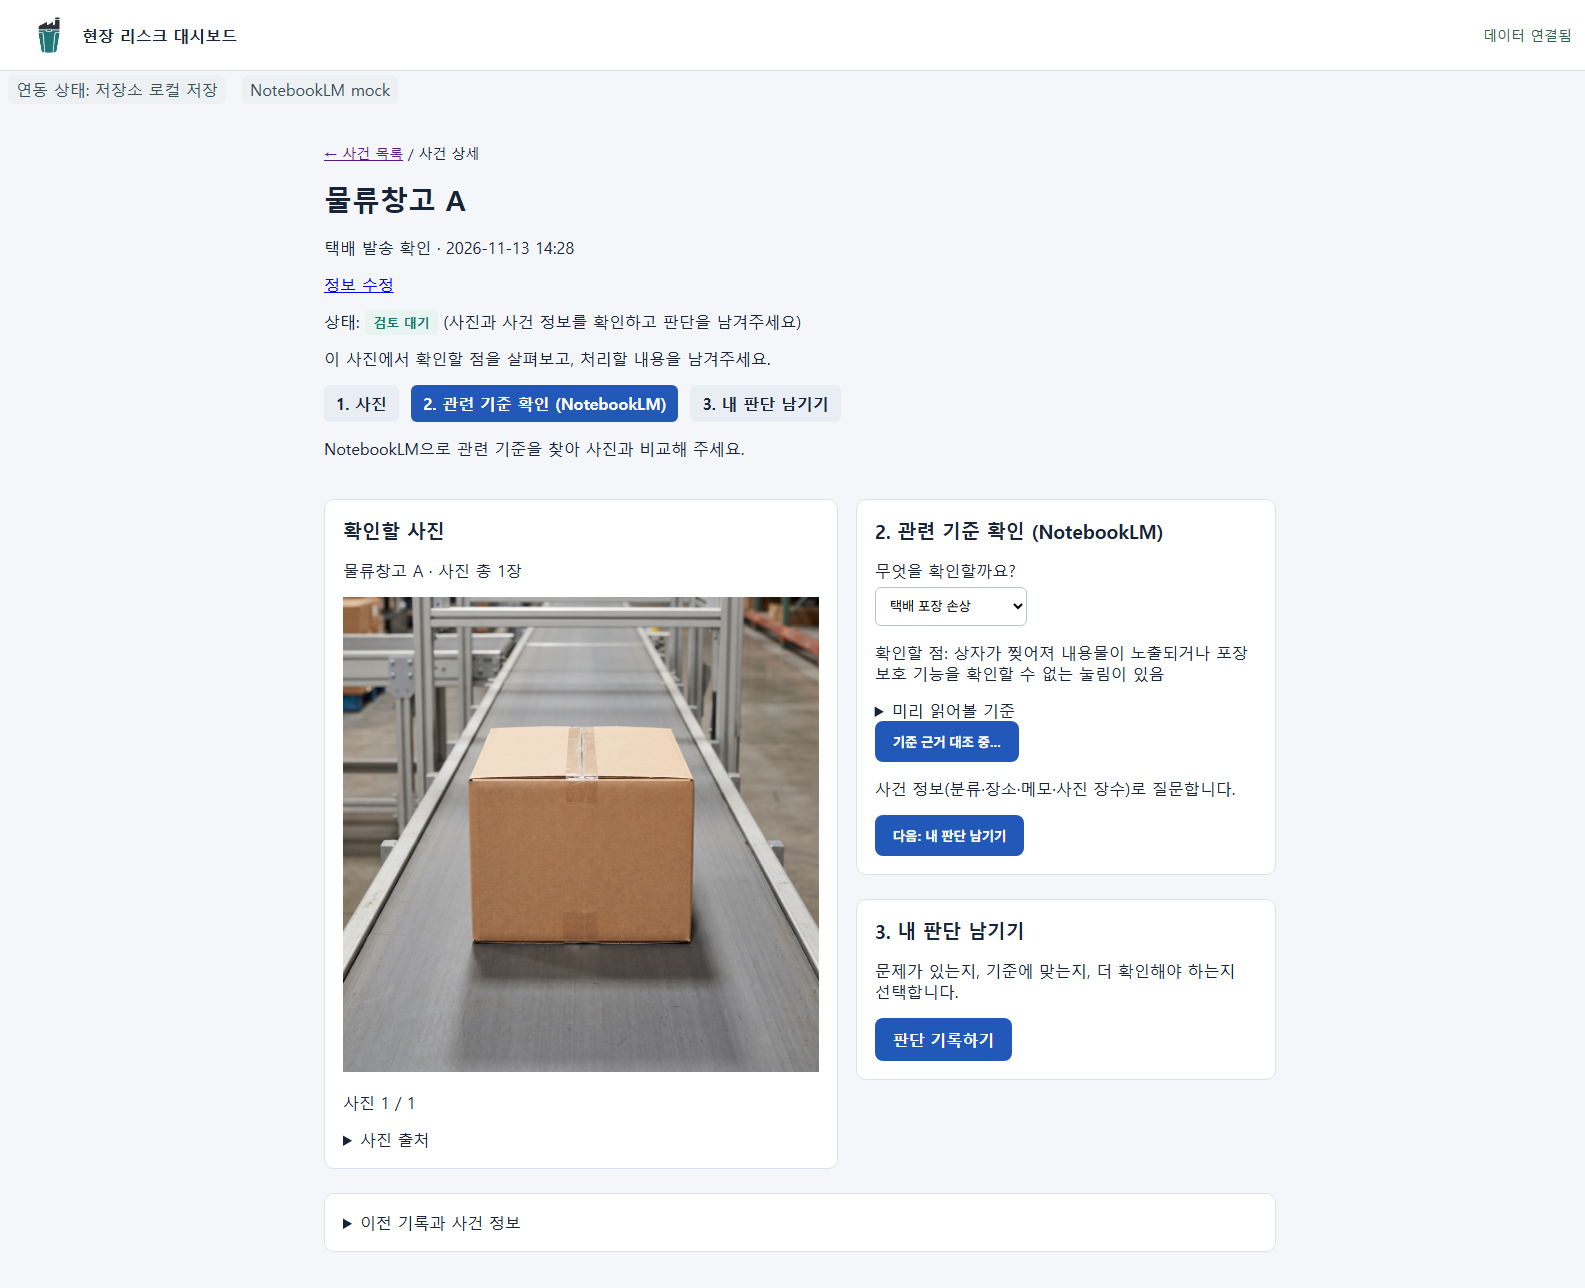 현장 리스크 대시보드
데이터 연결됨
연동 상태: 저장소 로컬 저장
NotebookLM mock
← 사건 목록 / 사건 상세
물류창고 A
택배 발송 확인 · 2026-11-13 14:28
정보 수정
상태: 검토 대기 (사진과 사건 정보를 확인하고 판단을 남겨주세요)
이 사진에서 확인할 점을 살펴보고, 처리할 내용을 남겨주세요.
1. 사진
2. 관련 기준 확인 (NotebookLM)
3. 내 판단 남기기
NotebookLM으로 관련 기준을 찾아 사진과 비교해 주세요.
확인할 사진
물류창고 A · 사진 총 1장
사진 1 / 1
▶ 사진 출처
2. 관련 기준 확인 (NotebookLM)
무엇을 확인할까요?
택배 포장 손상
확인할 점: 상자가 찢어져 내용물이 노출되거나 포장
보호 기능을 확인할 수 없는 눌림이 있음
▶ 미리 읽어볼 기준
기준 근거 대조 중...
사건 정보(분류·장소·메모·사진 장수)로 질문합니다.
다음: 내 판단 남기기
3. 내 판단 남기기
문제가 있는지, 기준에 맞는지, 더 확인해야 하는지
선택합니다.
판단 기록하기
▶ 이전 기록과 사건 정보